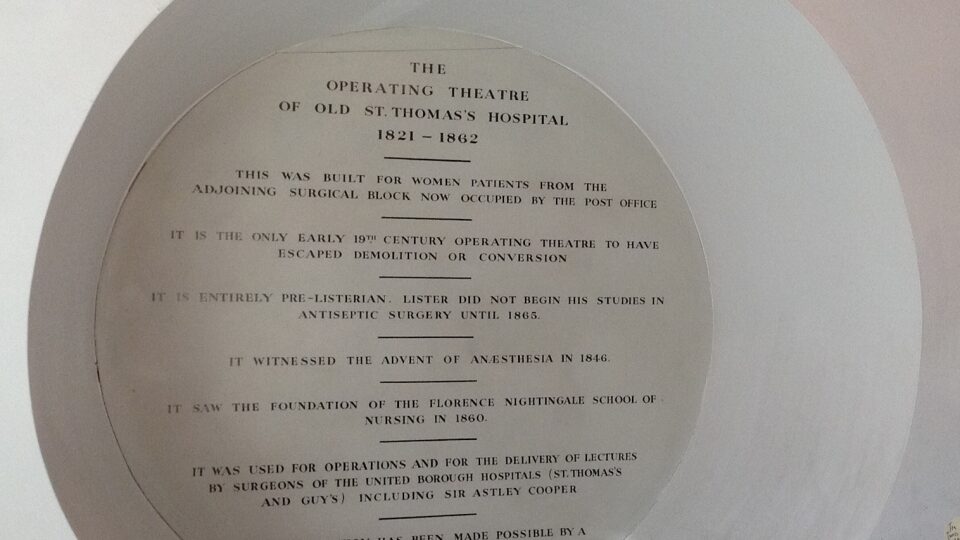 THE
OPERATING THEATRE
OF OLD ST. THOMAS'S HOSPITAL
1821 – 1862
THIS WAS BUILT FOR WOMEN PATIENTS FROM THE
ADJOINING SURGICAL BLOCK NOW OCCUPIED BY THE POST OFFICE
IT IS THE ONLY EARLY 19TH CENTURY OPERATING THEATRE TO HAVE
ESCAPED DEMOLITION OR CONVERSION
IT IS ENTIRELY PRE-LISTERIAN. LISTER DID NOT BEGIN HIS STUDIES IN
ANTISEPTIC SURGERY UNTIL 1865.
IT WITNESSED THE ADVENT OF ANÆSTHESIA IN 1846.
IT SAW THE FOUNDATION OF THE FLORENCE NIGHTINGALE SCHOOL OF
NURSING IN 1860.
IT WAS USED FOR OPERATIONS AND FOR THE DELIVERY OF LECTURES
BY SURGEONS OF THE UNITED BOROUGH HOSPITALS (ST. THOMAS'S
AND GUY'S) INCLUDING SIR ASTLEY COOPER
HAS BEEN MADE POSSIBLE BY A